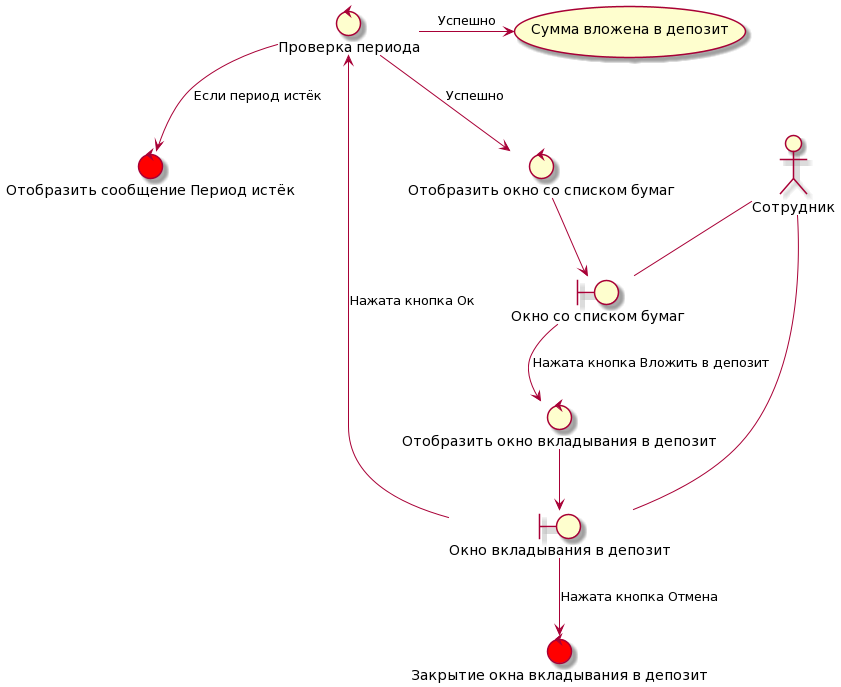 Успешно
Сумма вложена в депозит
Проверка периода
Если период истёк
Успешно
Отобразить сообщение Период истёк
Отобразить окно со списком бумаг
Сотрудник
Нажата кнопка Ок
Окно со списком бумаг
Нажата кнопка Вложить в депозит
Отобразить окно вкладывания в депозит
Окно вкладывания в депозит
Нажата кнопка Отмена
Закрытие окна вкладывания в депозит